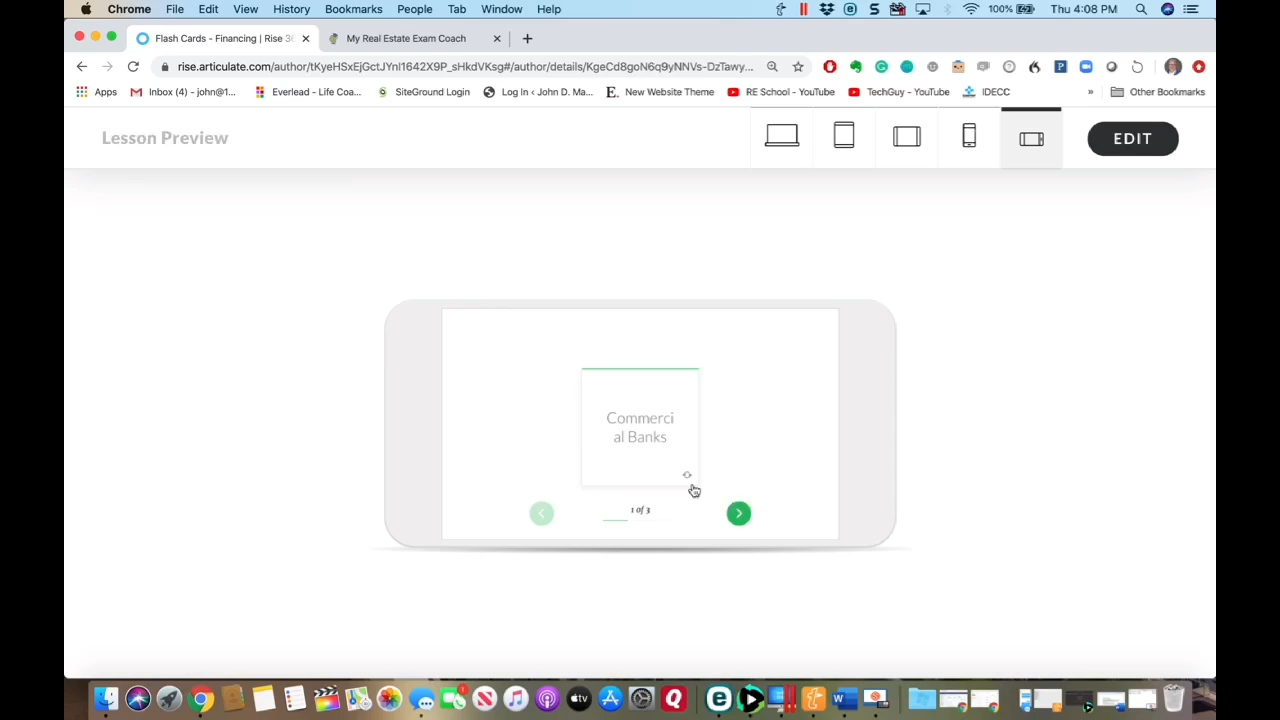 Chrome File Edit View History Bookmarks People Tab Window Help 100% Thu 4:08 PM
Flash Cards - Financing | Rise 36 My Real Estate Exam Coach
rise.articulate.com/author/tKyeHSxEjGctJYnl1642X9P_sHkdVKsg#/author/details/KgeCd8goN6q9yNNVs-DzTawy...
Apps Inbox (4) - john@1... Everlead - Life Coa... SiteGround Login Log In ‹ John D. Ma... New Website Theme RE School - YouTube TechGuy - YouTube IDECC » Other Bookmarks
Lesson Preview EDIT
Commerci
al Banks
1 of 3